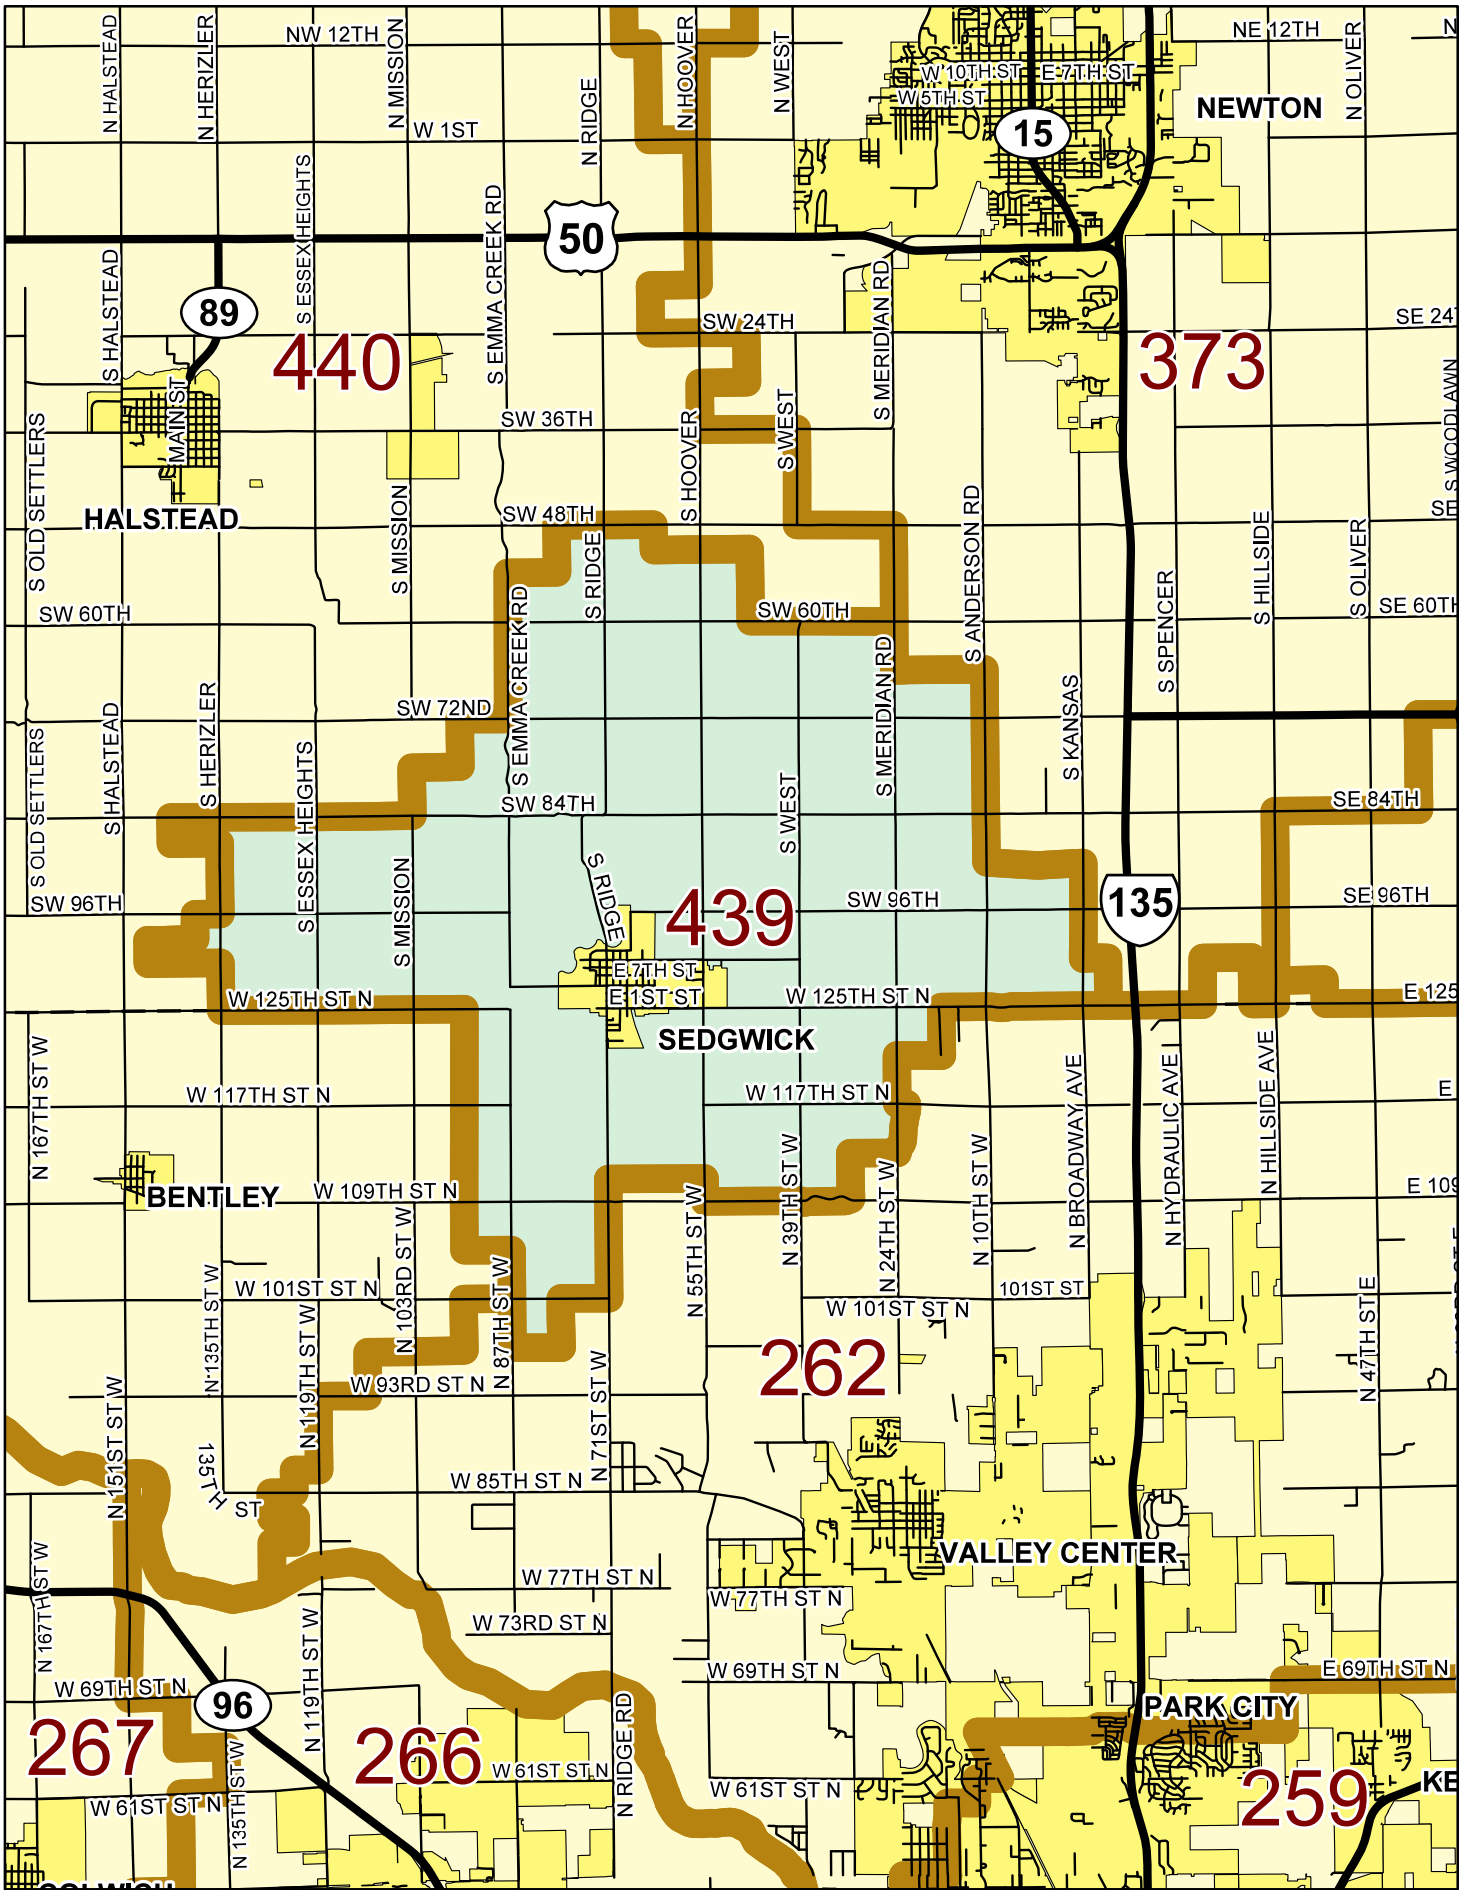 N HALSTEAD
N HERIZLER
NW 12TH
N MISSION
N RIDGE
N HOOVER
N WEST
W 10TH ST
E 7TH ST
W 5TH ST
NE 12TH
N OLIVER
N
NEWTON
15
W 1ST
S ESSEX HEIGHTS
S EMMA CREEK RD
50
S HALSTEAD
89
440
SW 24TH
S MERIDIAN RD
373
SE 24T
MAIN ST
S OLD SETTLERS
SW 36TH
S HOOVER
S WEST
S WOODLAWN
HALSTEAD
S MISSION
SW 48TH
S RIDGE
S ANDERSON RD
S HILLSIDE
S OLIVER
SE
SW 60TH
S EMMA CREEK RD
SW 60TH
S SPENCER
SE 60TH
S OLD SETTLERS
S HALSTEAD
S HERIZLER
SW 72ND
S MERIDIAN RD
S KANSAS
S ESSEX HEIGHTS
SW 84TH
S WEST
SE 84TH
SW 96TH
S MISSION
S RIDGE
439
SW 96TH
135
SE 96TH
E 7TH ST
W 125TH ST N
E 1ST ST
W 125TH ST N
E 125
SEDGWICK
N 167TH ST W
W 117TH ST N
W 117TH ST N
N BROADWAY AVE
N HYDRAULIC AVE
N HILLSIDE AVE
E
BENTLEY
W 109TH ST N
N 55TH ST W
N 39TH ST W
N 24TH ST W
N 10TH ST W
E 109
N 135TH ST W
W 101ST ST N
N 103RD ST W
N 87TH ST W
W 101ST ST N
101ST ST
N 47TH ST E
N 151ST ST W
N 119TH ST W
W 93RD ST N
N 71ST ST W
262
135TH ST
W 85TH ST N
VALLEY CENTER
N 167TH ST W
W 77TH ST N
W 77TH ST N
N 119TH ST W
W 73RD ST N
W 69TH ST N
W 69TH ST N
E 69TH ST N
96
PARK CITY
267
N 135TH ST W
266
N RIDGE RD
W 61ST ST N
W 61ST ST N
W 61ST ST N
259
KE
COLWICH